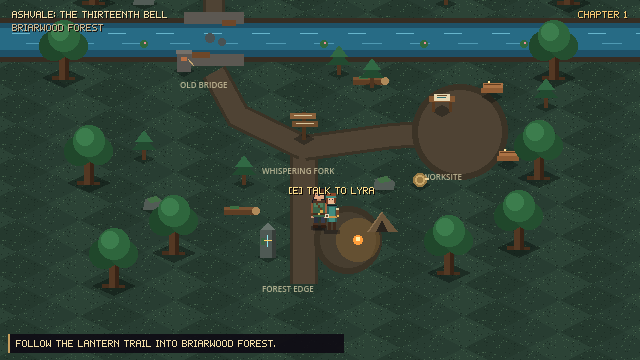 ASHVALE: THE THIRTEENTH BELL
CHAPTER 1
BRIARWOOD FOREST
OLD BRIDGE
WHISPERING FORK
WORKSITE
[E] TALK TO LYRA
FOREST EDGE
FOLLOW THE LANTERN TRAIL INTO BRIARWOOD FOREST.